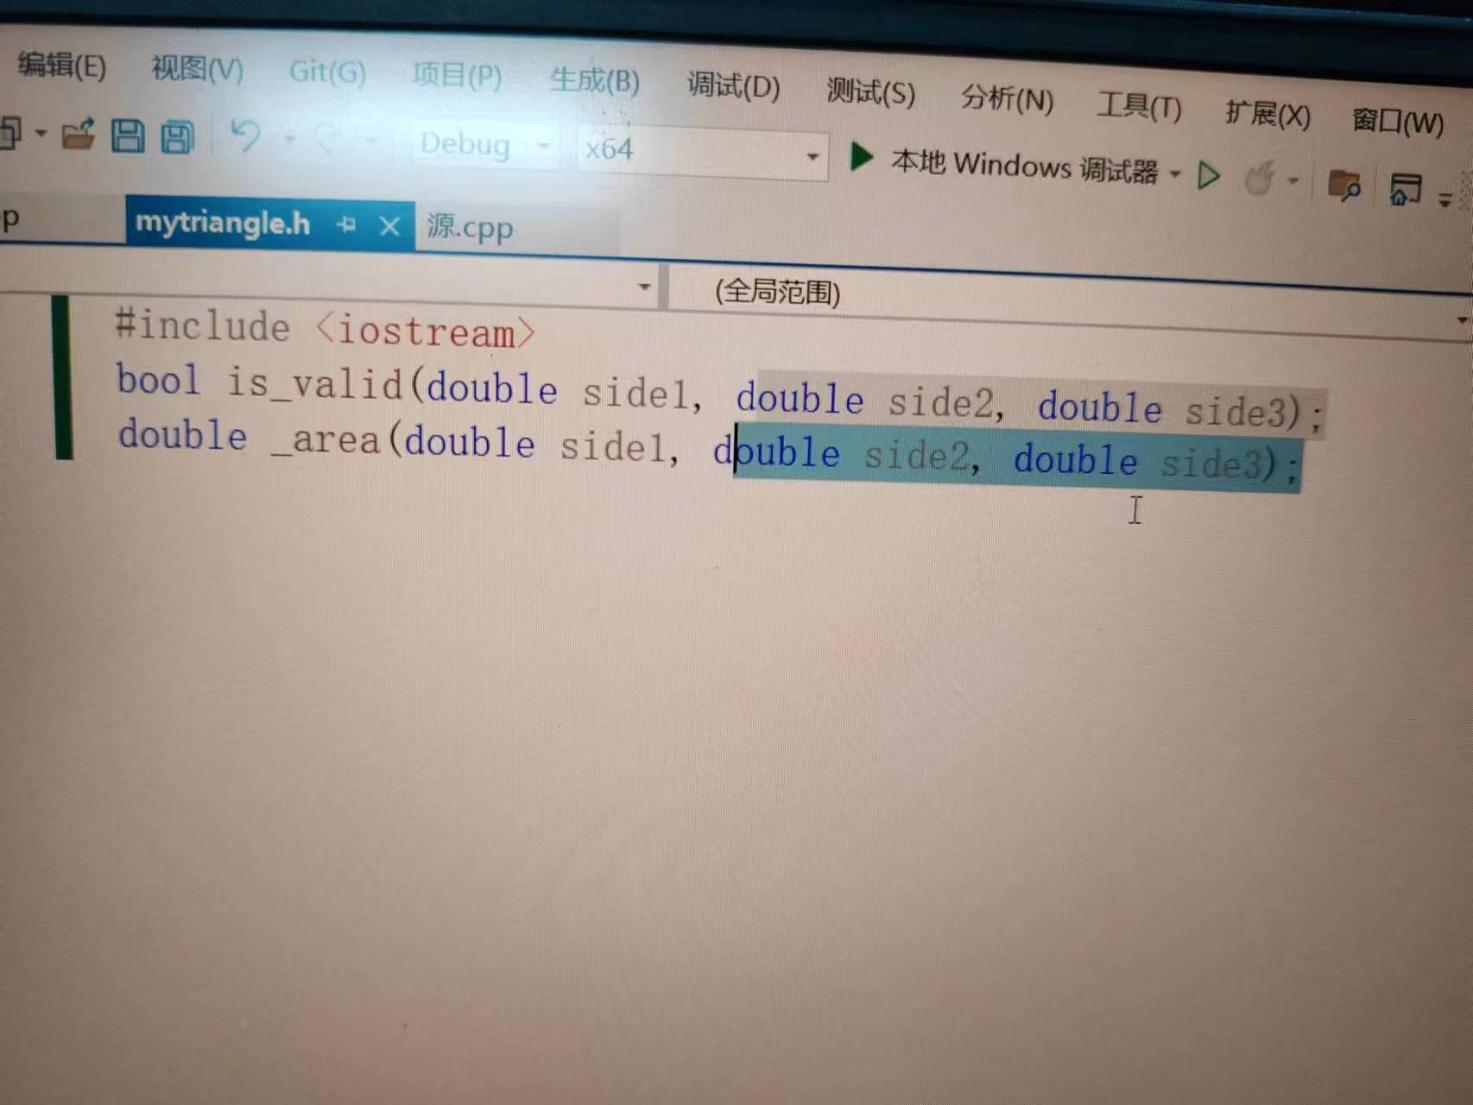 编辑(E) 视图(V) Git(G) 项目(P) 生成(B) 调试(D) 测试(S) 分析(N) 工具(T) 扩展(X) 窗口(W)
Debug x64 本地 Windows 调试器
p mytriangle.h 源.cpp
(全局范围)
#include <iostream>
bool is_valid(double side1, double side2, double side3);
double _area(double side1, double side2, double side3);